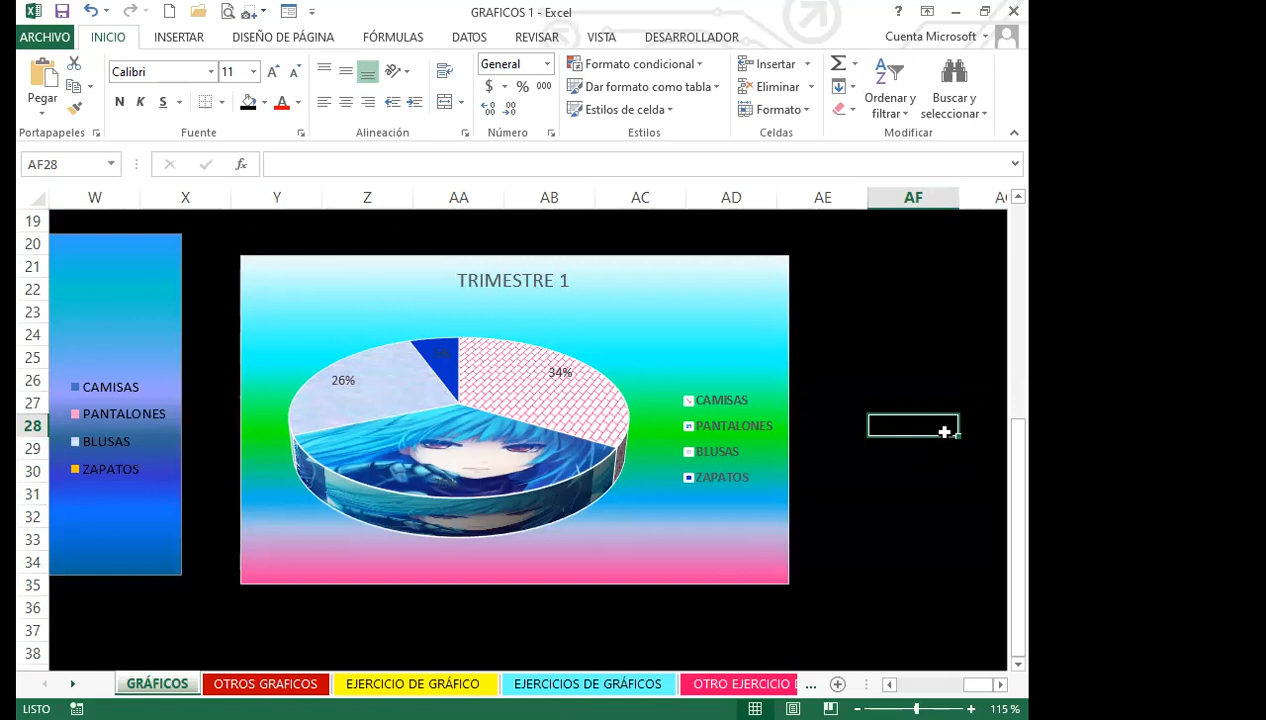 GRAFICOS 1 - Excel
ARCHIVO INICIO INSERTAR DISEÑO DE PÁGINA FÓRMULAS DATOS REVISAR VISTA DESARROLLADOR Cuenta Microsoft
Pegar
Calibri 11
N K S
General
$ % 000
Formato condicional
Dar formato como tabla
Estilos de celda
Insertar
Eliminar
Formato
Ordenar y
filtrar
Buscar y
seleccionar
Portapapeles Fuente Alineación Número Estilos Celdas Modificar
AF28 fx
W X Y Z AA AB AC AD AE AF
19
20
21
22
23
24
25
26
27
28
29
30
31
32
33
34
35
36
37
38
CAMISAS
PANTALONES
BLUSAS
ZAPATOS
TRIMESTRE 1
34%
26%
CAMISAS
PANTALONES
BLUSAS
ZAPATOS
GRÁFICOS OTROS GRAFICOS EJERCICIO DE GRÁFICO EJERCICIOS DE GRÁFICOS OTRO EJERCICIO ...
LISTO 115 %